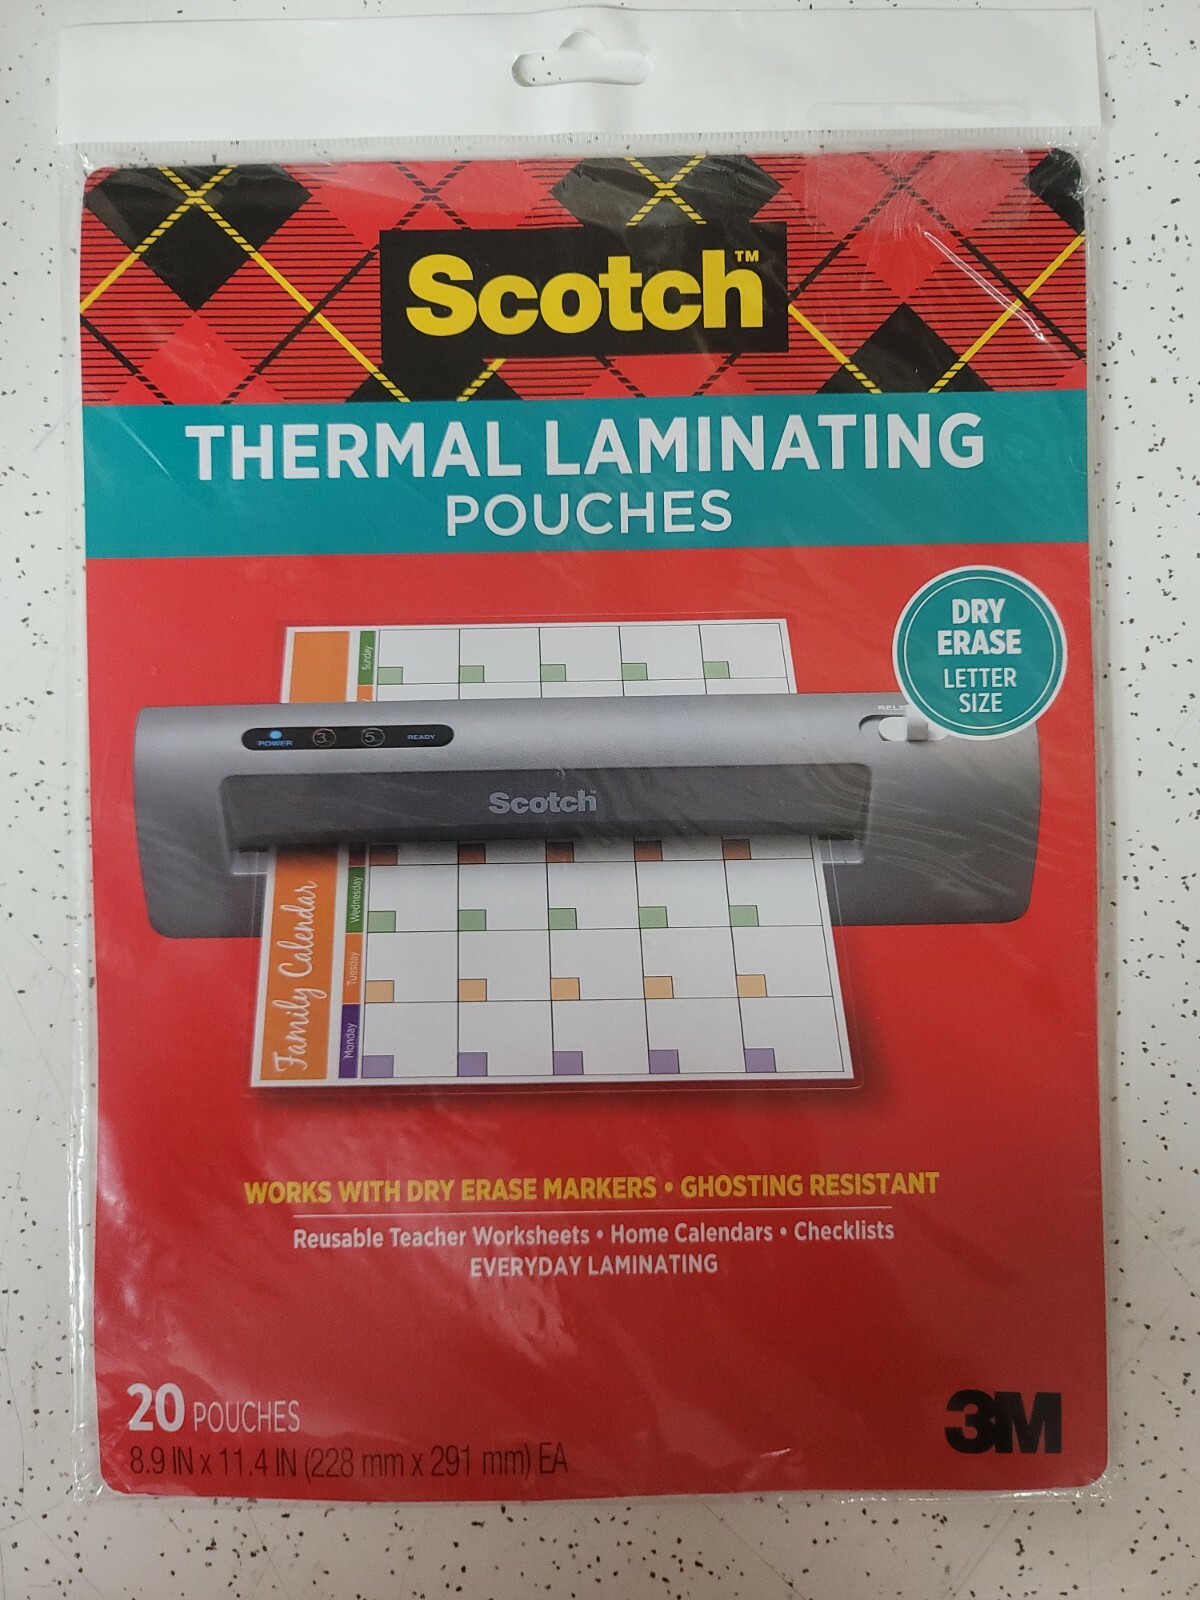 Scotch™
THERMAL LAMINATING
POUCHES
DRY
ERASE
LETTER
SIZE
Sunday
RELE
POWER 3 5 READY
Scotch™
Family Calendar
Wednesday
Tuesday
Monday
WORKS WITH DRY ERASE MARKERS • GHOSTING RESISTANT
Reusable Teacher Worksheets • Home Calendars • Checklists
EVERYDAY LAMINATING
20 POUCHES
8.9 IN x 11.4 IN (228 mm x 291 mm) EA
3M